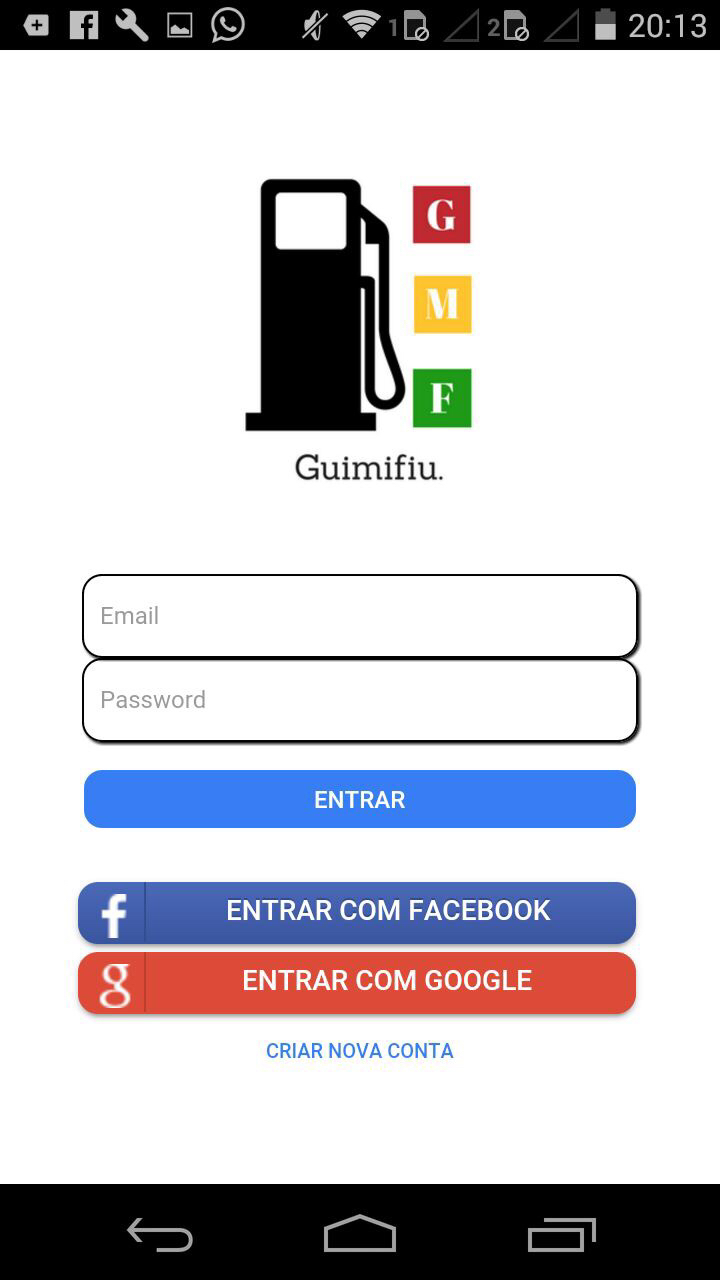 1 2 20:13
G
M
F
Guimifiu.
Email
Password
ENTRAR
f ENTRAR COM FACEBOOK
g ENTRAR COM GOOGLE
CRIAR NOVA CONTA